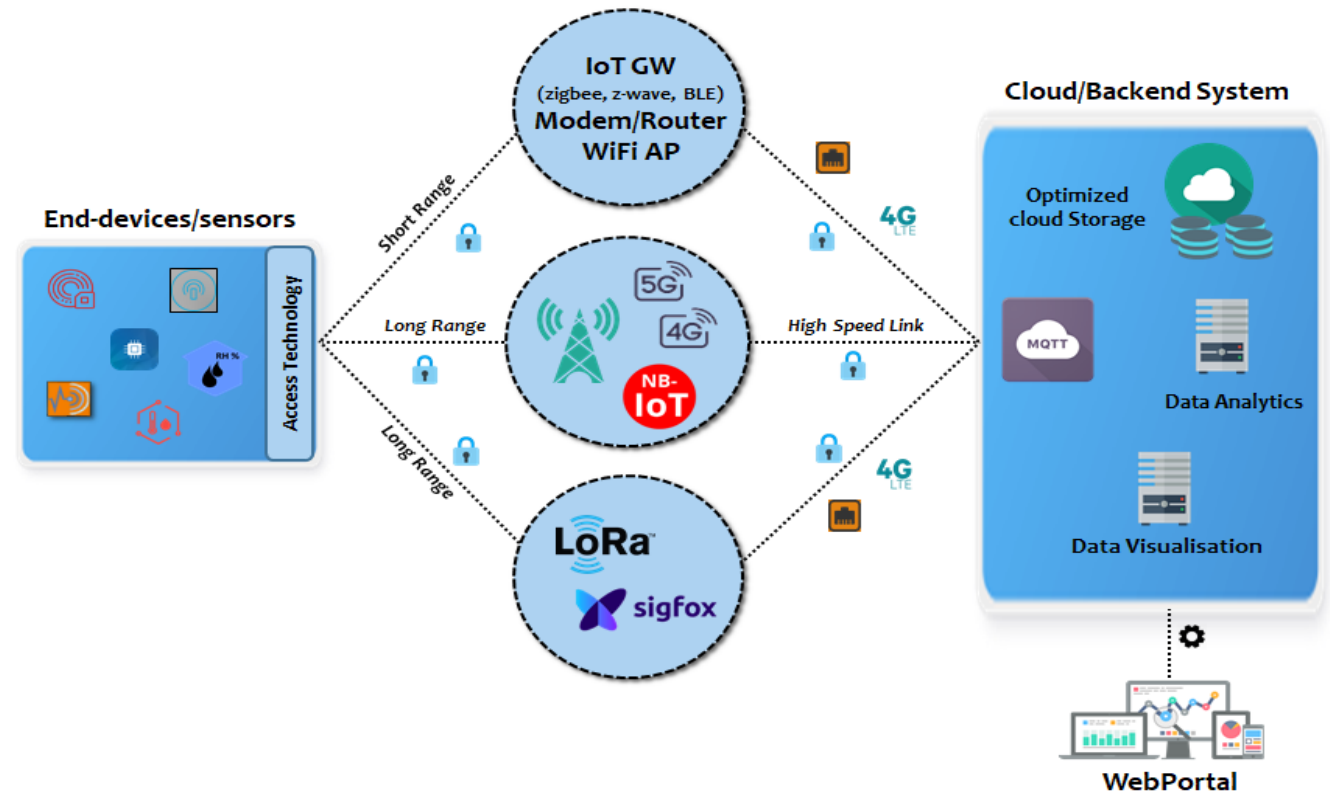 IoT GW
(zigbee, z-wave, BLE)
Modem/Router
WiFi AP
Cloud/Backend System
Optimized
cloud Storage
End-devices/sensors
Access Technology
RH %
Short Range
4G
LTE
Long Range
5G
4G
NB-
IoT
High Speed Link
MQTT
Data Analytics
Long Range
4G
LTE
LoRa™
sigfox
Data Visualisation
WebPortal